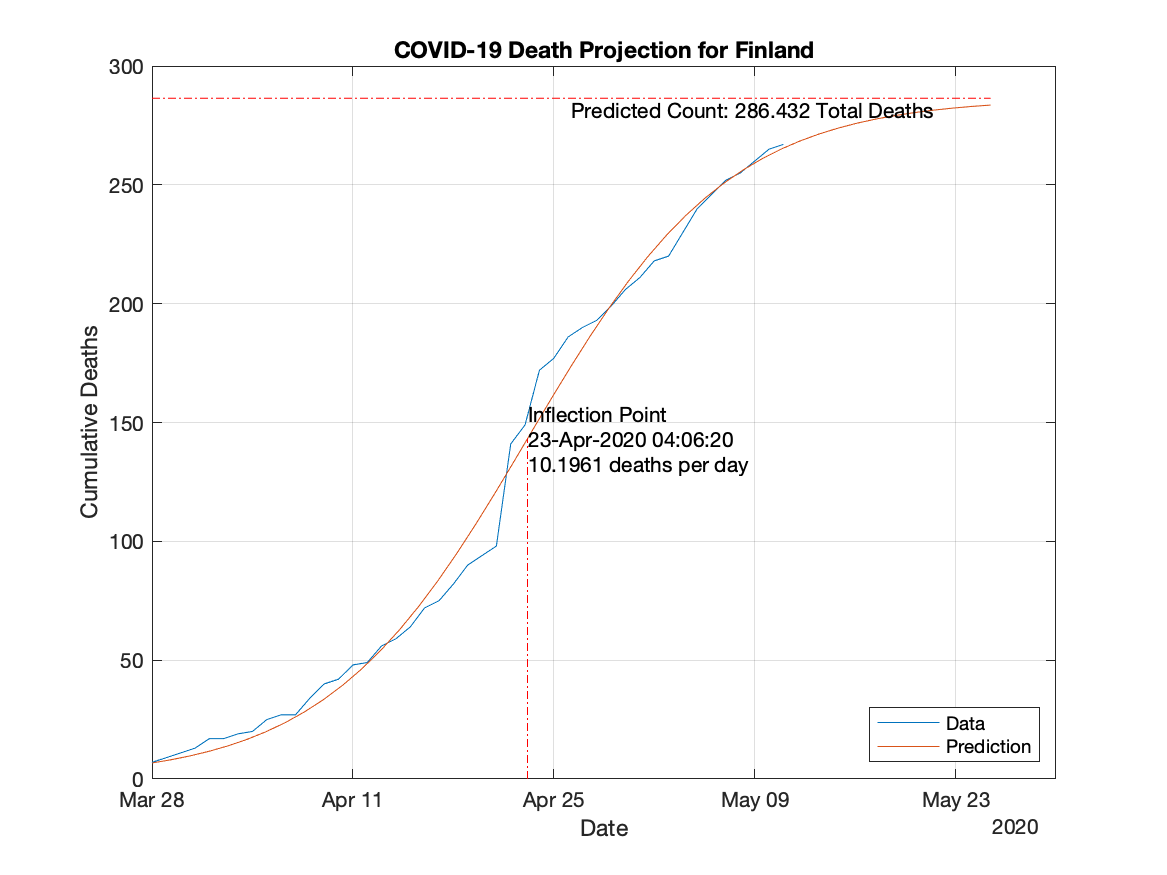 COVID-19 Death Projection for Finland
300
Predicted Count: 286.432 Total Deaths
250
200
Cumulative Deaths
150
Inflection Point
23-Apr-2020 04:06:20
10.1961 deaths per day
100
50
0
Data
Prediction
Mar 28
Apr 11
Apr 25
May 09
May 23
Date
2020